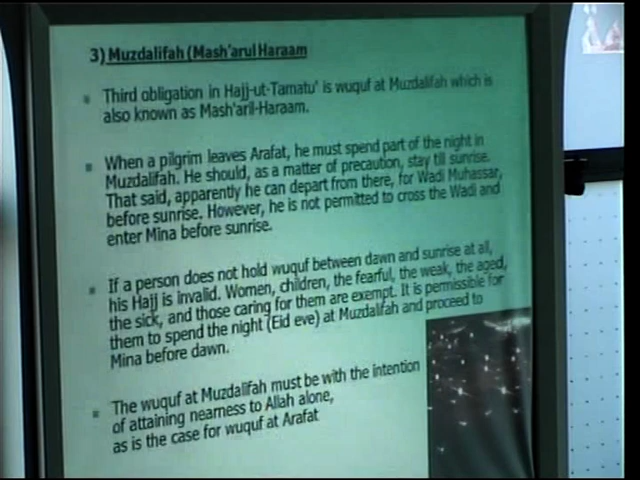 3) Muzdalifah (Mash'arul Haraam
Third obligation in Hajj-ut-Tamatu' is wuquf at Muzdalifah which is
also known as Mash'aril-Haraam.
When a pilgrim leaves Arafat, he must spend part of the night in
Muzdalifah. He should, as a matter of precaution, stay till sunrise.
That said, apparently he can depart from there, for Wadi Muhassar,
before sunrise. However, he is not permitted to cross the Wadi and
enter Mina before sunrise.
If a person does not hold wuquf between dawn and sunrise at all,
his Hajj is invalid. Women, children, the fearful, the weak, the aged,
the sick, and those caring for them are exempt. It is permissible for
them to spend the night (Eid eve) at Muzdalifah and proceed to
Mina before dawn.
The wuquf at Muzdalifah must be with the intention
of attaining nearness to Allah alone,
as is the case for wuquf at Arafat